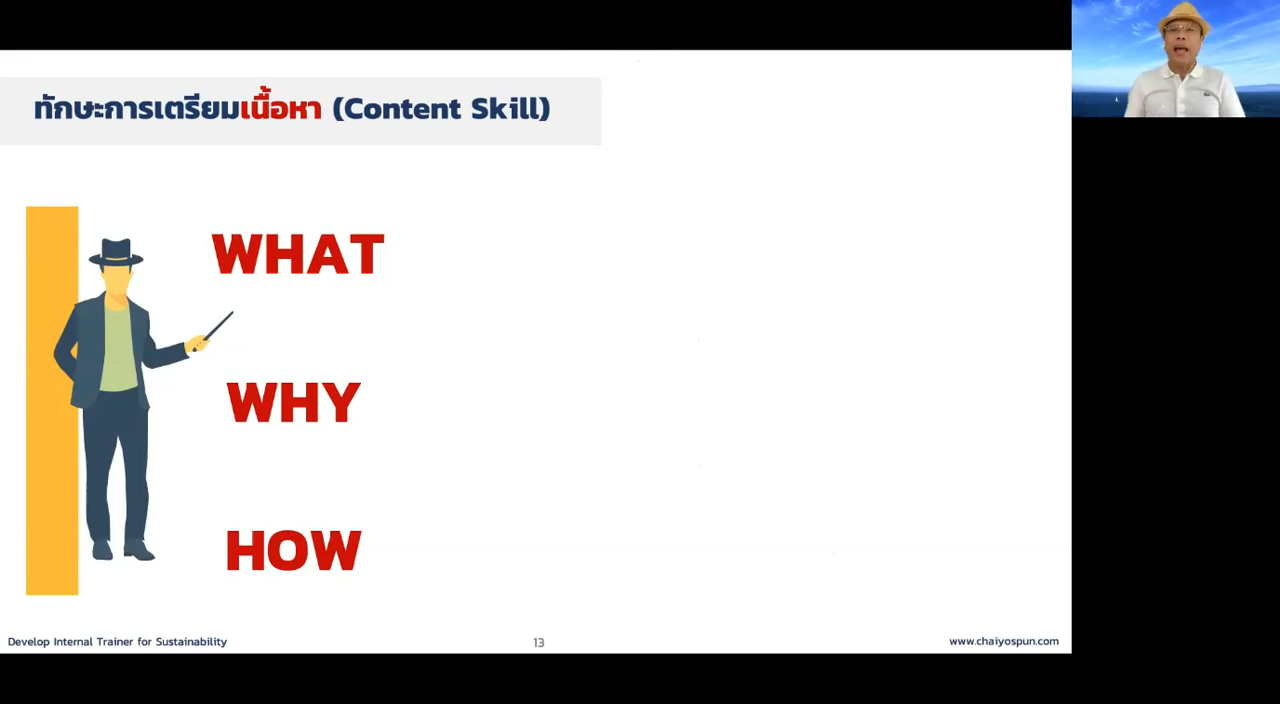 ทักษะการเตรียมเนื้อหา (Content Skill)
WHAT
WHY
HOW
Develop Internal Trainer for Sustainability
13
www.chaiyospun.com